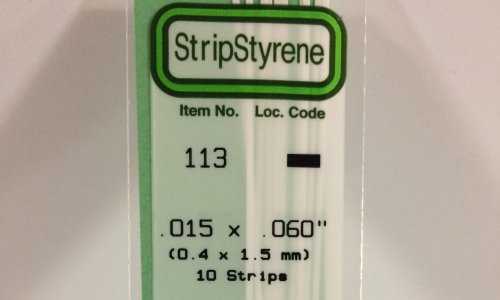 StripStyrene
Item No. Loc. Code
113
.015 x .060"
(0.4 x 1.5 mm)
10 Strips